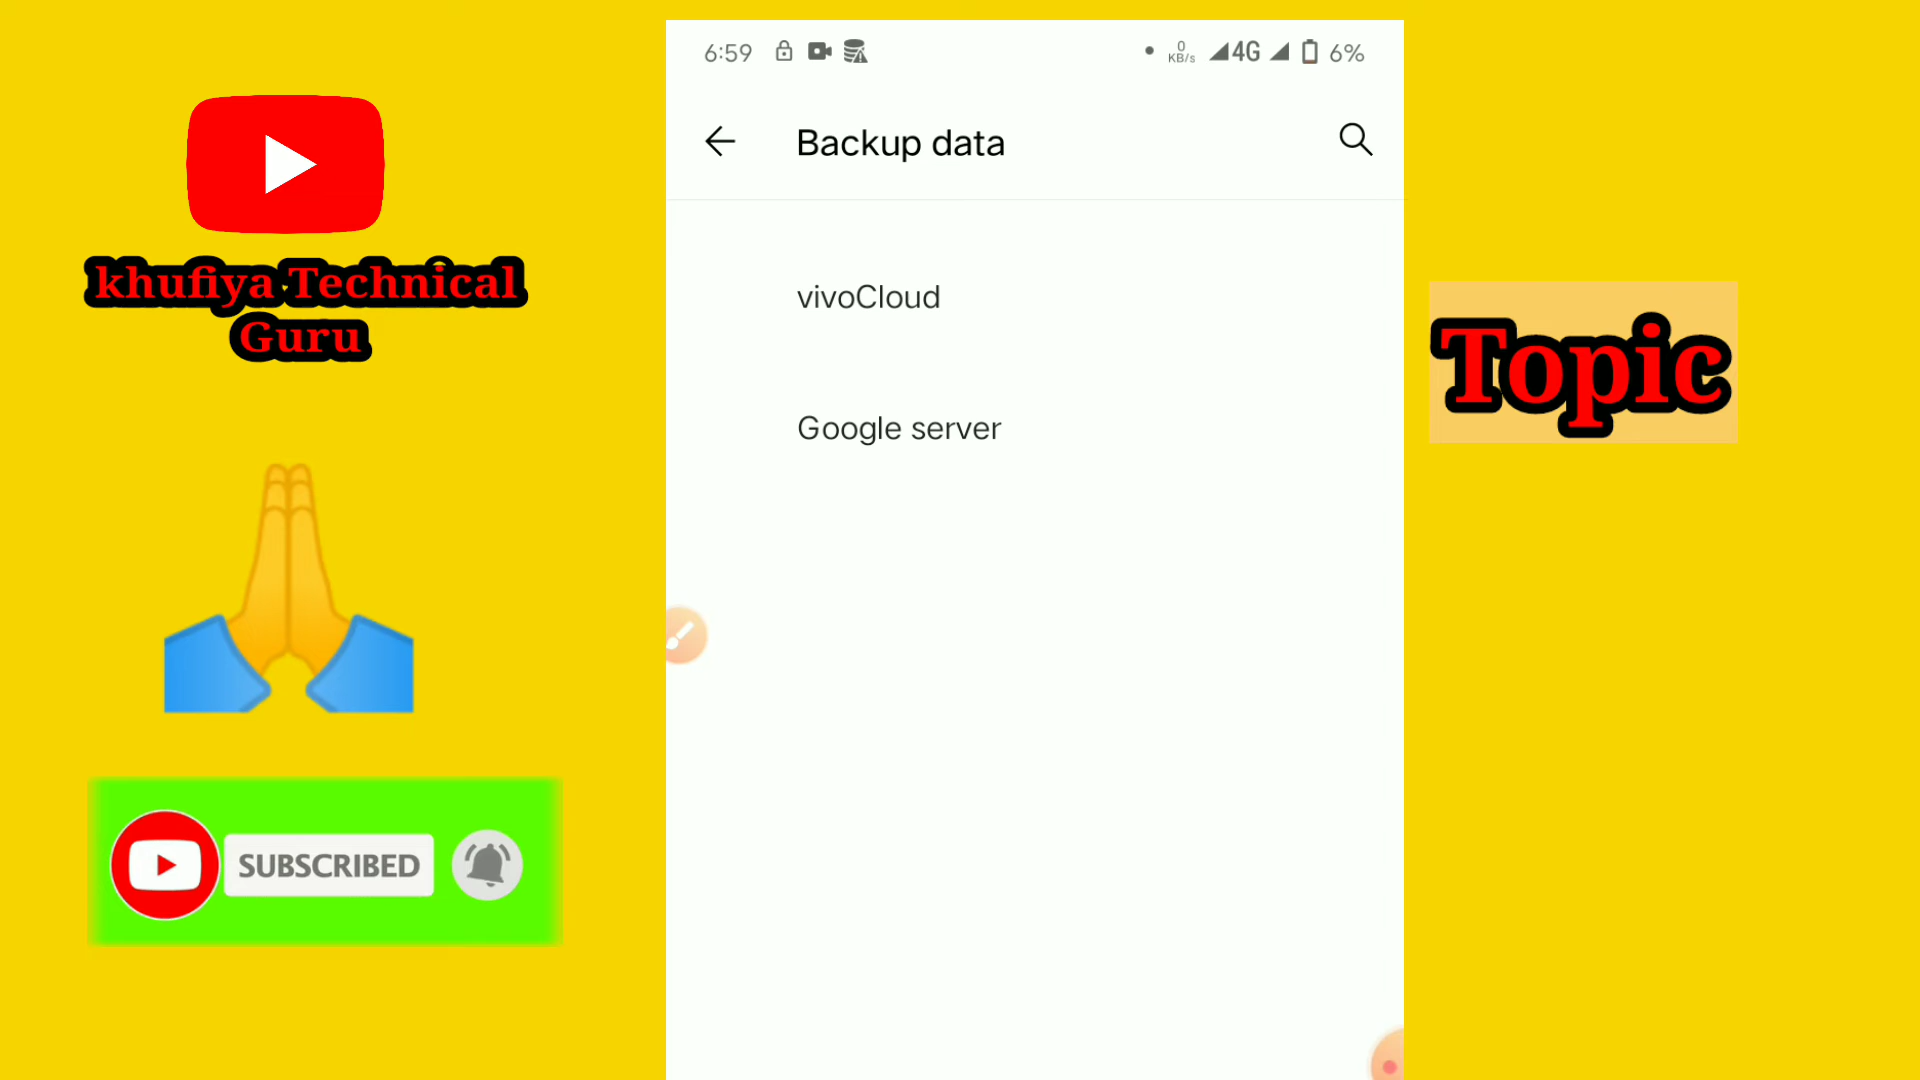 6:59
0
KB/s
4G
6%
Backup data
vivoCloud
Google server
khufiya Technical
Guru
Topic
SUBSCRIBED